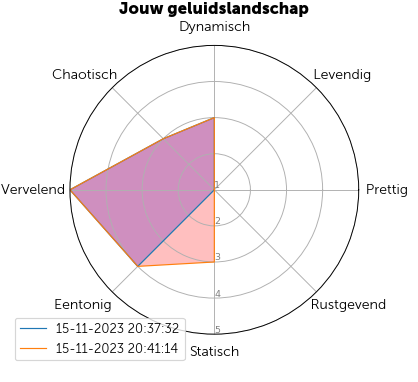 Jouw geluidslandschap
Dynamisch
Chaotisch
Levendig
Vervelend
1
Prettig
2
3
4
Eentonig
Rustgevend
5
15-11-2023 20:37:32
15-11-2023 20:41:14
Statisch